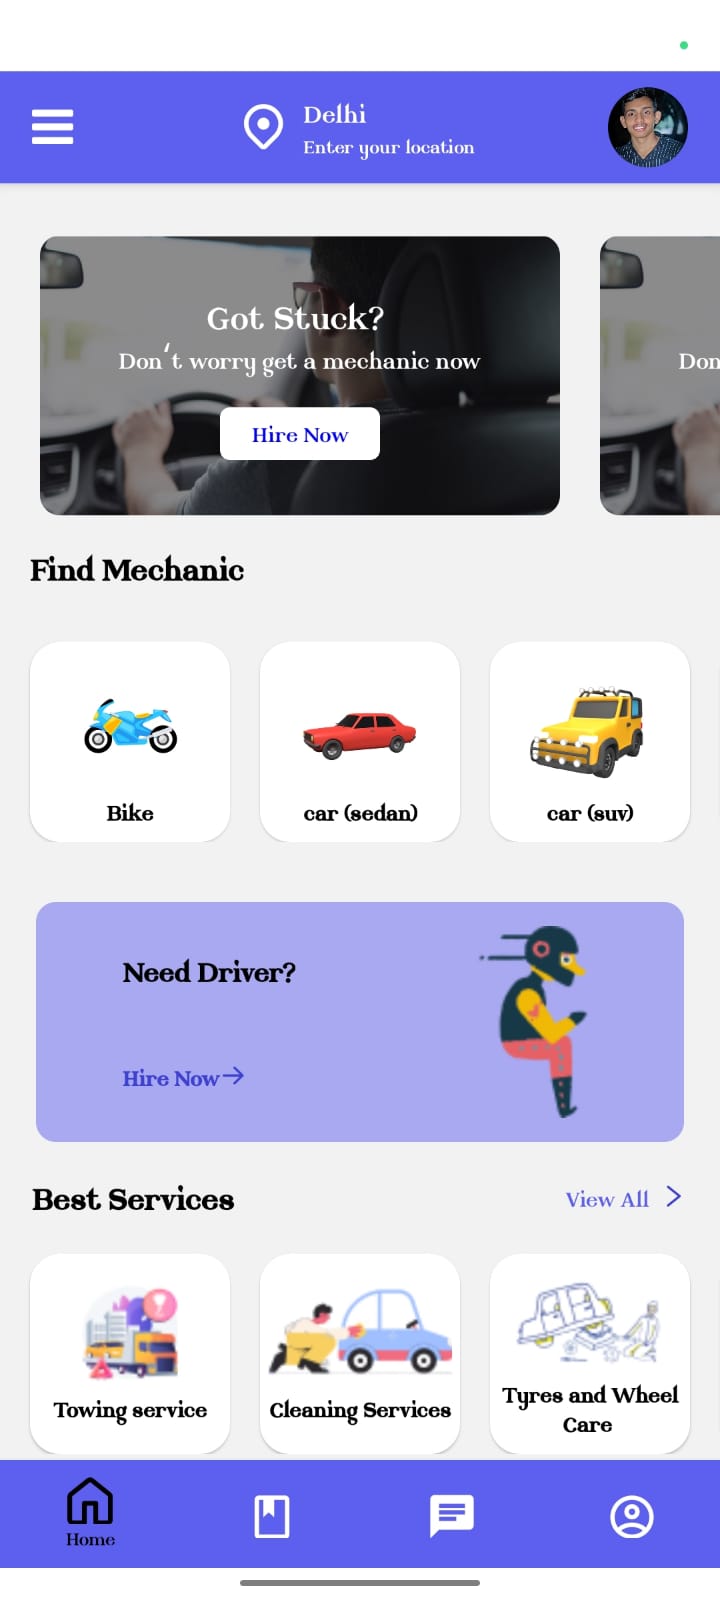 Delhi
Enter your location
Got Stuck?
Don't worry get a mechanic now
Don
Hire Now
Find Mechanic
Bike
car (sedan)
car (suv)
Need Driver?
Hire Now
Best Services
View All
Towing service
Cleaning Services
Tyres and Wheel
Care
Home